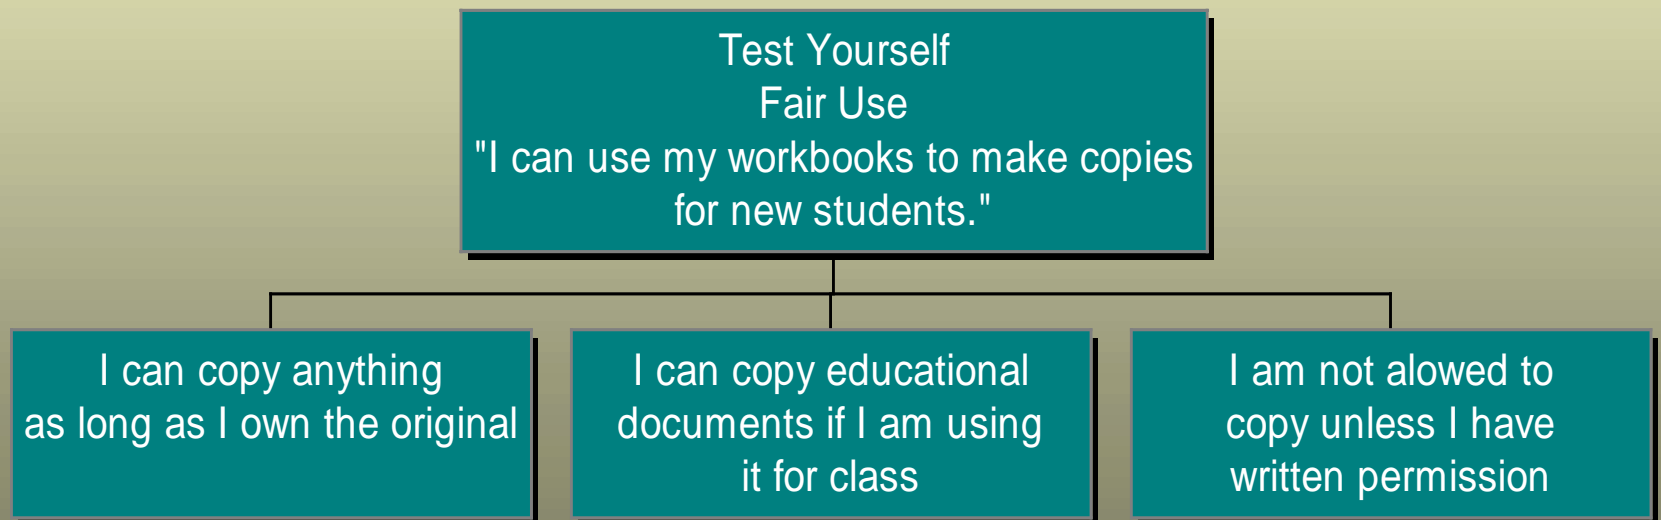 Test Yourself
Fair Use
"I can use my workbooks to make copies
for new students."
I can copy anything
as long as I own the original
I can copy educational
documents if I am using
it for class
I am not alowed to
copy unless I have
written permission